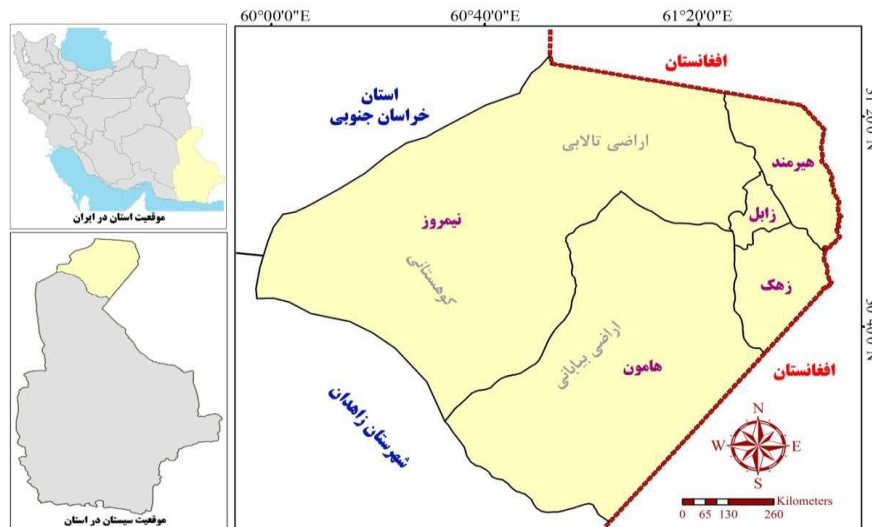 60°0'0"E
60°40'0"E
61°20'0"E
افغانستان
استان
خراسان جنوبی
اراضی تالابی
هیرمند
زابل
نیمروز
کوهستانی
زهک
اراضی بیابانی
هامون
افغانستان
شهرستان زاهدان
N
W
E
S
Kilometers
0 65 130 260
موقعیت استان در ایران
موقعیت سیستان در استان